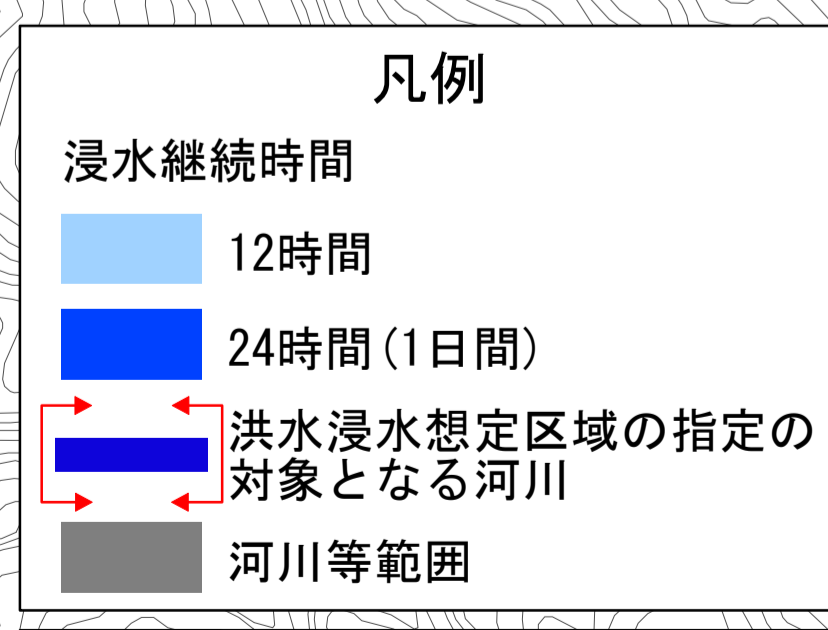 凡例
浸水継続時間
12時間
24時間(1日間)
洪水浸水想定区域の指定の
対象となる河川
河川等範囲